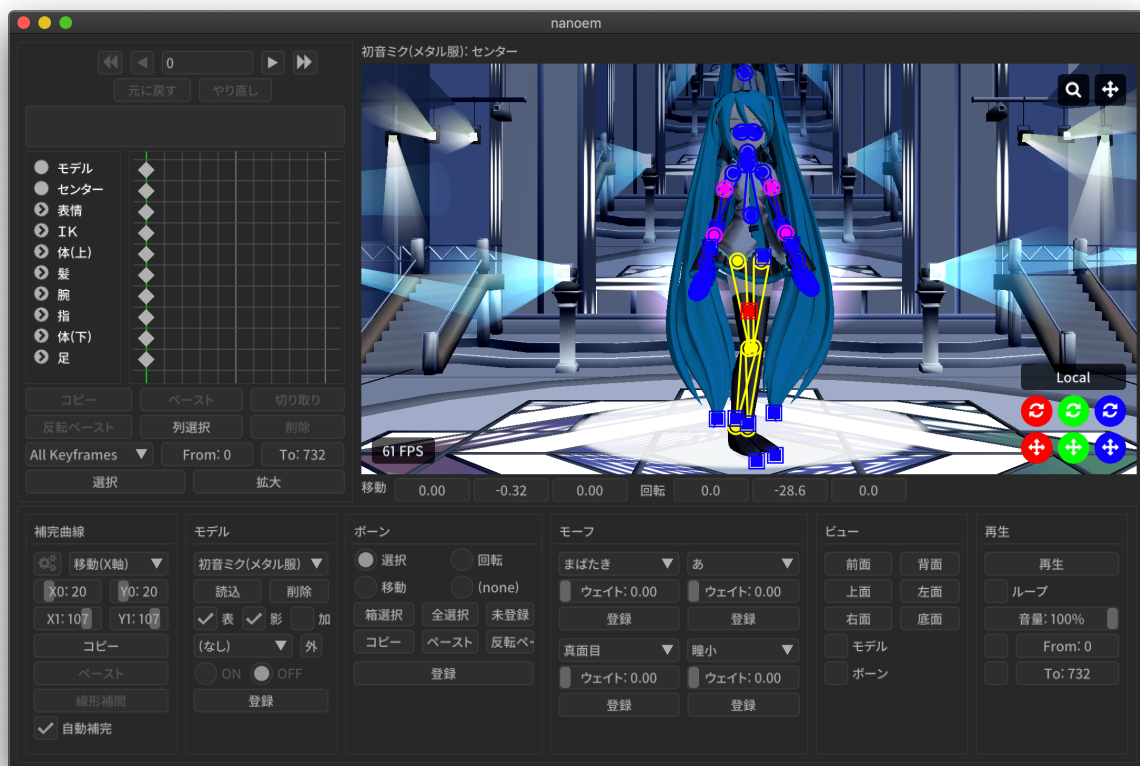 nanoem
0
元に戻す やり直し
モデル
センター
表情
IK
体(上)
髪
腕
指
体(下)
足
コピー ペースト 切り取り
反転ペースト 列選択 削除
All Keyframes From: 0 To: 732
選択 拡大
初音ミク(メタル服): センター
Local
61 FPS
移動 0.00 -0.32 0.00 回転 0.0 -28.6 0.0
補完曲線
移動(X軸)
X0: 20 Y0: 20
X1: 107 Y1: 107
コピー
ペースト
線形補間
自動補完
モデル
初音ミク(メタル服)
読込 削除
表 影 加
(なし) 外
ON OFF
登録
ボーン
選択 回転
移動 (none)
箱選択 全選択 未登録
コピー ペースト 反転ペー
登録
モーフ
まばたき あ
ウェイト: 0.00 ウェイト: 0.00
登録 登録
真面目 瞳小
ウェイト: 0.00 ウェイト: 0.00
登録 登録
ビュー
前面 背面
上面 左面
右面 底面
モデル
ボーン
再生
再生
ループ
音量: 100%
From: 0
To: 732